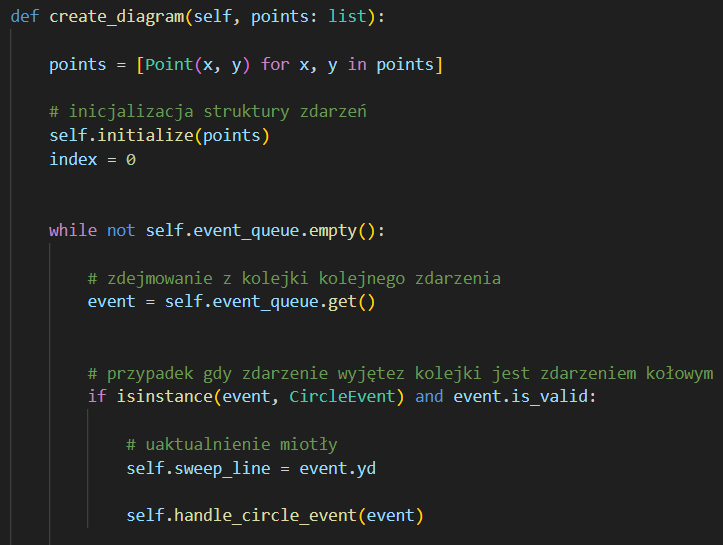 def create_diagram(self, points: list):
points = [Point(x, y) for x, y in points]
# inicjalizacja struktury zdarzeń
self.initialize(points)
index = 0
while not self.event_queue.empty():
# zdejmowanie z kolejki kolejnego zdarzenia
event = self.event_queue.get()
# przypadek gdy zdarzenie wyjętez kolejki jest zdarzeniem kołowym
if isinstance(event, CircleEvent) and event.is_valid:
# uaktualnienie miotły
self.sweep_line = event.yd
self.handle_circle_event(event)